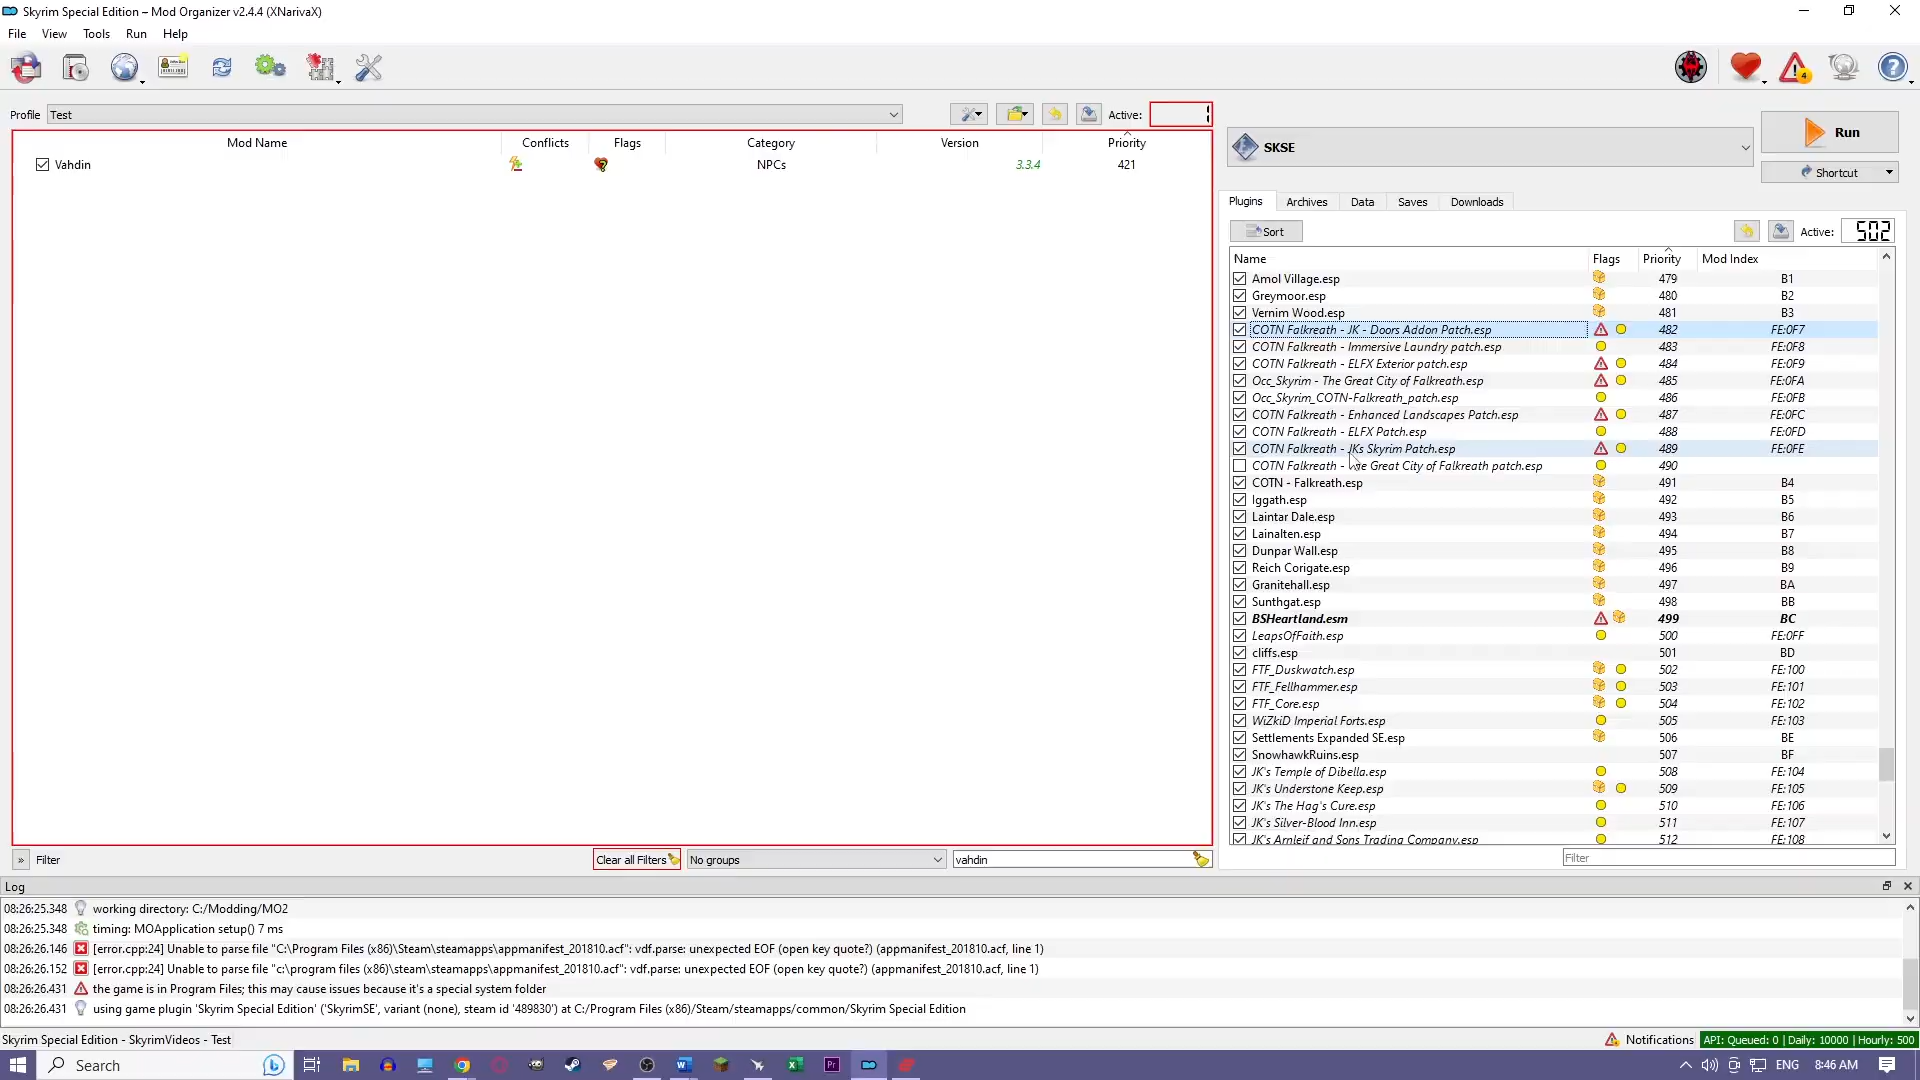 Skyrim Special Edition – Mod Organizer v2.4.4 (XNarivaX)
File View Tools Run Help
Profile Test Active:
Mod Name Conflicts Flags Category Version Priority
Vahdin NPCs 3.3.4 421
SKSE
Run
Shortcut
Plugins Archives Data Saves Downloads
Sort Active: 502
Name Flags Priority Mod Index
Amol Village.esp 479 B1
Greymoor.esp 480 B2
Vernim Wood.esp 481 B3
COTN Falkreath - JK - Doors Addon Patch.esp 482 FE:0F7
COTN Falkreath - Immersive Laundry patch.esp 483 FE:0F8
COTN Falkreath - ELFX Exterior patch.esp 484 FE:0F9
Occ_Skyrim - The Great City of Falkreath.esp 485 FE:0FA
Occ_Skyrim_COTN-Falkreath_patch.esp 486 FE:0FB
COTN Falkreath - Enhanced Landscapes Patch.esp 487 FE:0FC
COTN Falkreath - ELFX Patch.esp 488 FE:0FD
COTN Falkreath - JKs Skyrim Patch.esp 489 FE:0FE
COTN Falkreath - Great City of Falkreath patch.esp 490
COTN - Falkreath.esp 491 B4
Iggath.esp 492 B5
Laintar Dale.esp 493 B6
Lainalten.esp 494 B7
Dunpar Wall.esp 495 B8
Reich Corigate.esp 496 B9
Granitehall.esp 497 BA
Sunthgat.esp 498 BB
BSHeartland.esm 499 BC
LeapsOfFaith.esp 500 FE:0FF
cliffs.esp 501 BD
FTF_Duskwatch.esp 502 FE:100
FTF_Fellhammer.esp 503 FE:101
FTF_Core.esp 504 FE:102
WiZkiD Imperial Forts.esp 505 FE:103
Settlements Expanded SE.esp 506 BE
SnowhawkRuins.esp 507 BF
JK's Temple of Dibella.esp 508 FE:104
JK's Understone Keep.esp 509 FE:105
JK's The Hag's Cure.esp 510 FE:106
JK's Silver-Blood Inn.esp 511 FE:107
JK's Arnleif and Sons Trading Company.esp 512 FE:108
» Filter Clear all Filters No groups vahdin Filter
Log
08:26:25.348 working directory: C:/Modding/MO2
08:26:25.348 timing: MOApplication setup() 7 ms
08:26:26.146 [error.cpp:24] Unable to parse file "C:\Program Files (x86)\Steam\steamapps\appmanifest_201810.acf": vdf.parse: unexpected EOF (open key quote?) (appmanifest_201810.acf, line 1)
08:26:26.152 [error.cpp:24] Unable to parse file "c:\program files (x86)\steam\steamapps\appmanifest_201810.acf": vdf.parse: unexpected EOF (open key quote?) (appmanifest_201810.acf, line 1)
08:26:26.431 the game is in Program Files; this may cause issues because it's a special system folder
08:26:26.431 using game plugin 'Skyrim Special Edition' ('SkyrimSE', variant (none), steam id '489830') at C:/Program Files (x86)/Steam/steamapps/common/Skyrim Special Edition
Skyrim Special Edition - SkyrimVideos - Test Notifications API: Queued: 0 | Daily: 10000 | Hourly: 500
Search ENG 8:46 AM